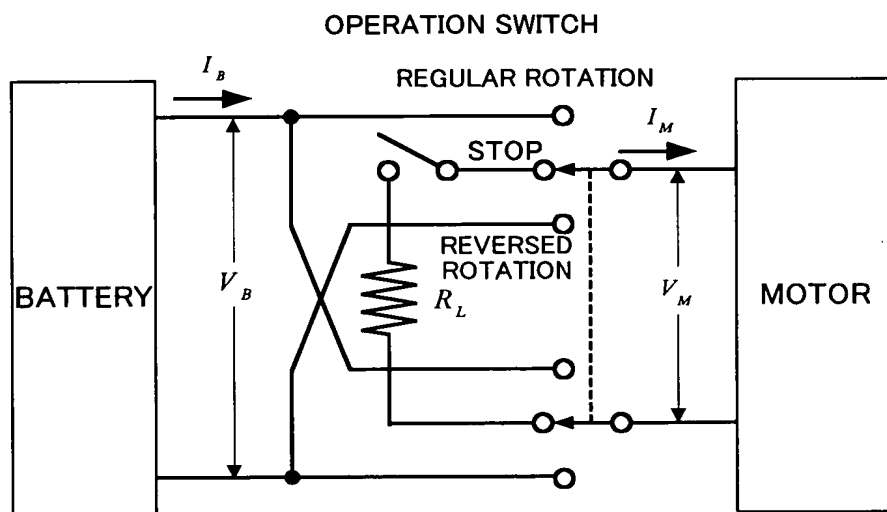 OPERATION SWITCH
I_B
REGULAR ROTATION
I_M
STOP
REVERSED
ROTATION
BATTERY
V_B
R_L
V_M
MOTOR